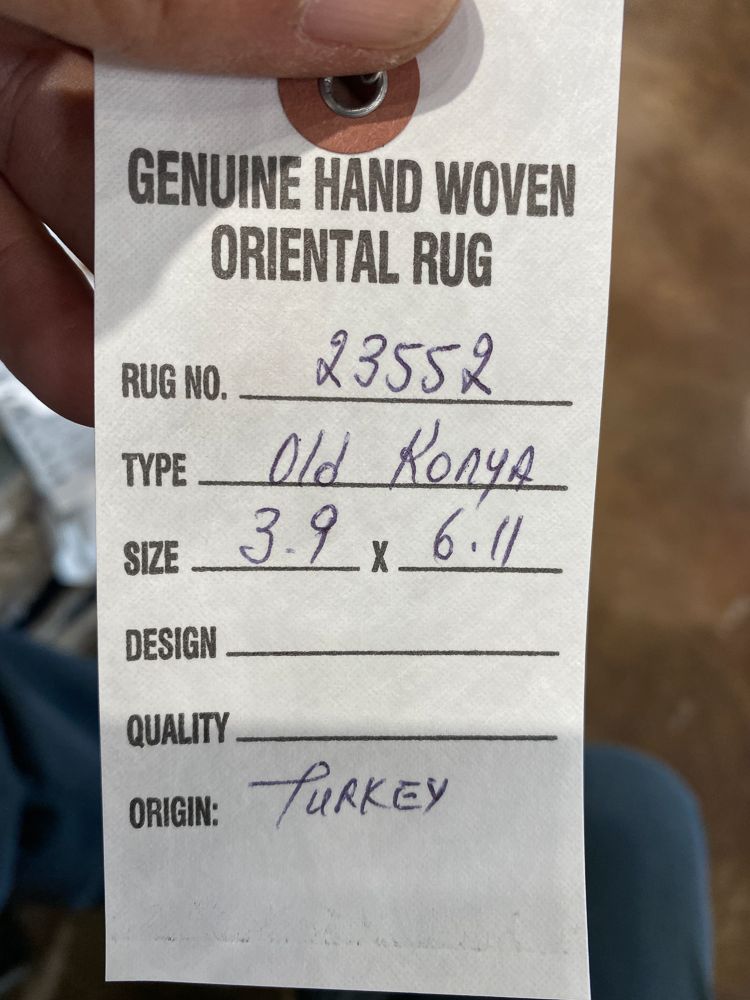 GENUINE HAND WOVEN
ORIENTAL RUG
RUG NO. 23552
TYPE Old Konya
SIZE 3.9 X 6.11
DESIGN
QUALITY
ORIGIN: TURKEY